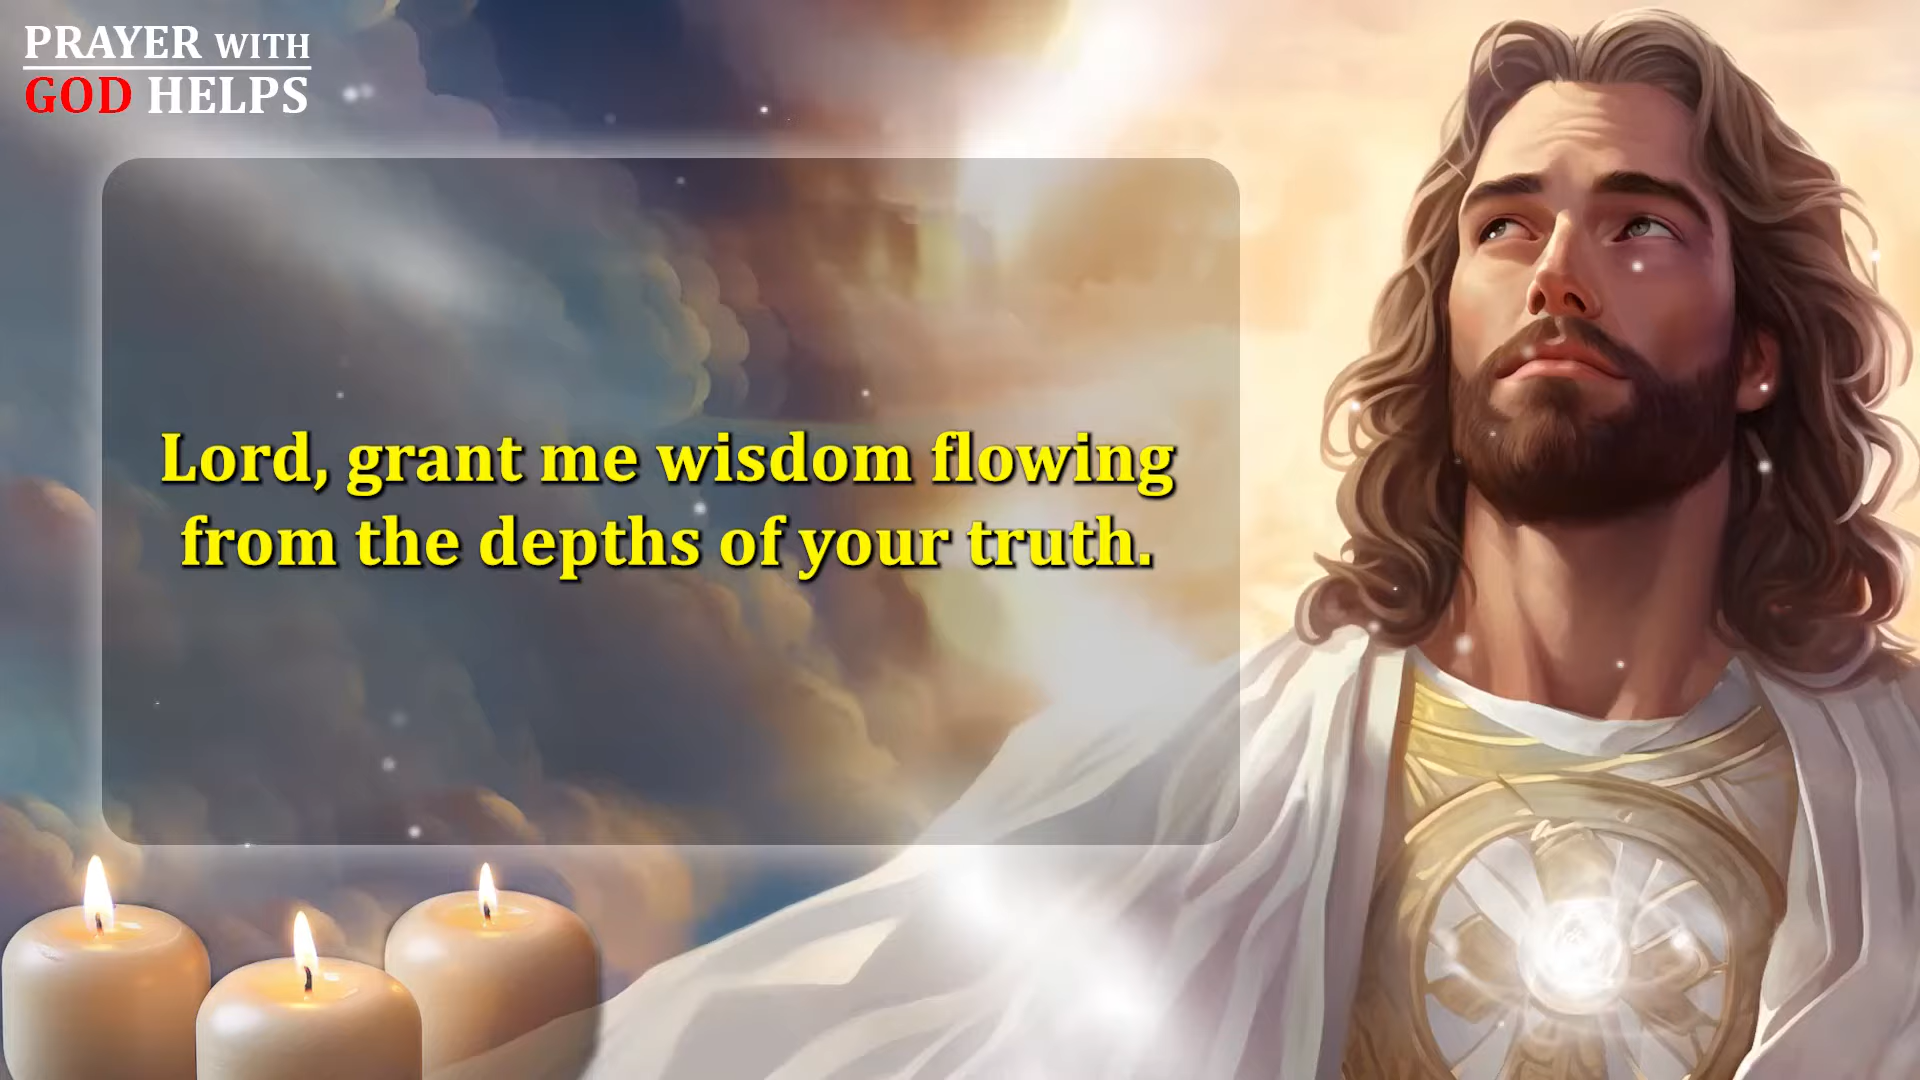 PRAYER WITH
GOD HELPS
Lord, grant me wisdom flowing
from the depths of your truth.